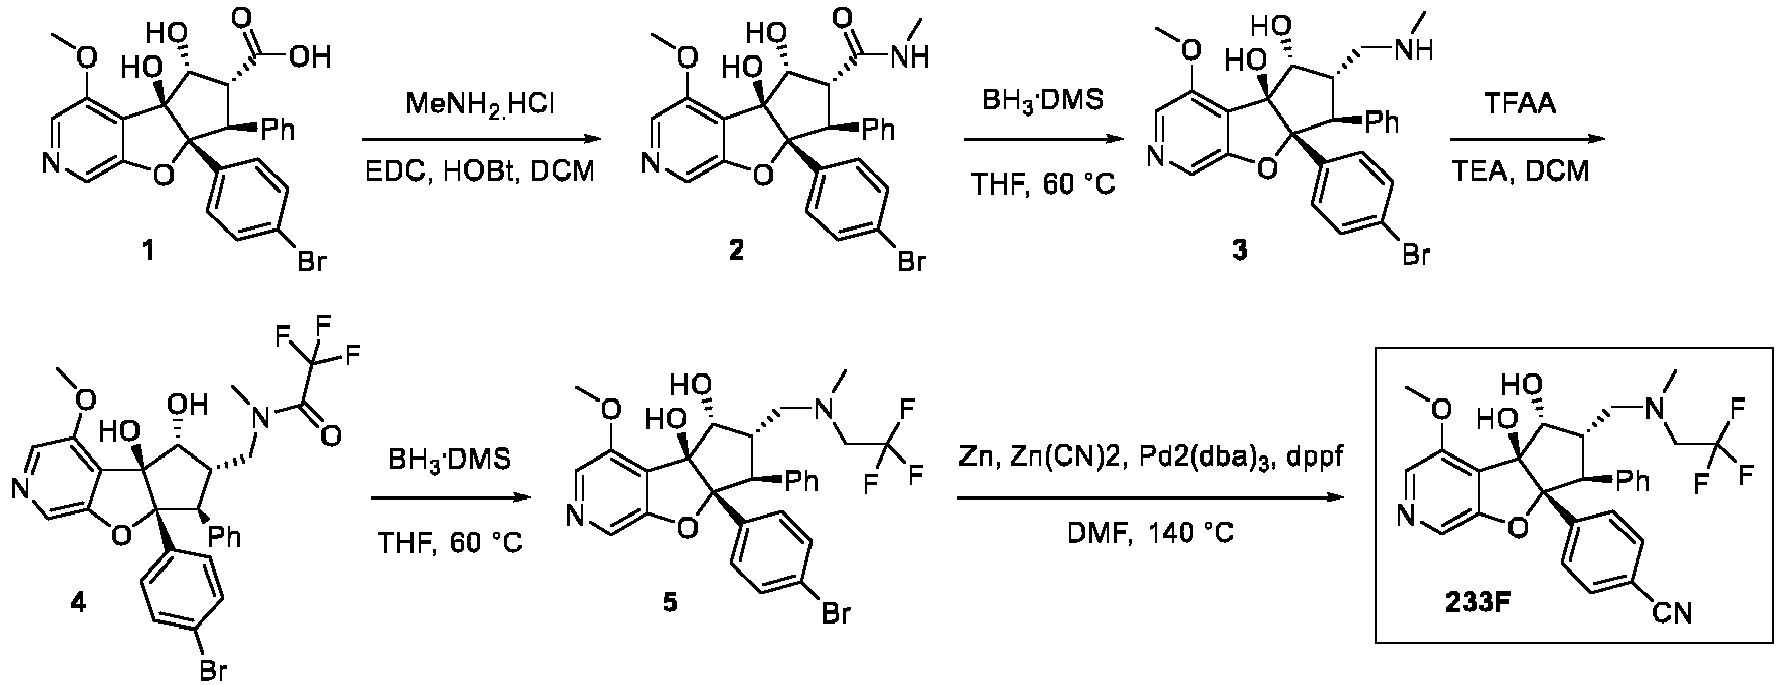 O
HO
O
OH
HO
N
O
Ph
1
Br
MeNH2.HCl
EDC, HOBt, DCM
O
HO
O
N
H
HO
N
O
Ph
2
Br
BH3·DMS
THF, 60 °C
HO
O
NH
HO
N
O
Ph
3
Br
TFAA
TEA, DCM
F
F
F
O
OH
N
HO
O
N
O
Ph
4
Br
BH3·DMS
THF, 60 °C
HO
O
N
HO
F
F
F
N
O
Ph
5
Br
Zn, Zn(CN)2, Pd2(dba)3, dppf
DMF, 140 °C
HO
O
N
HO
F
F
F
N
O
Ph
233F
CN